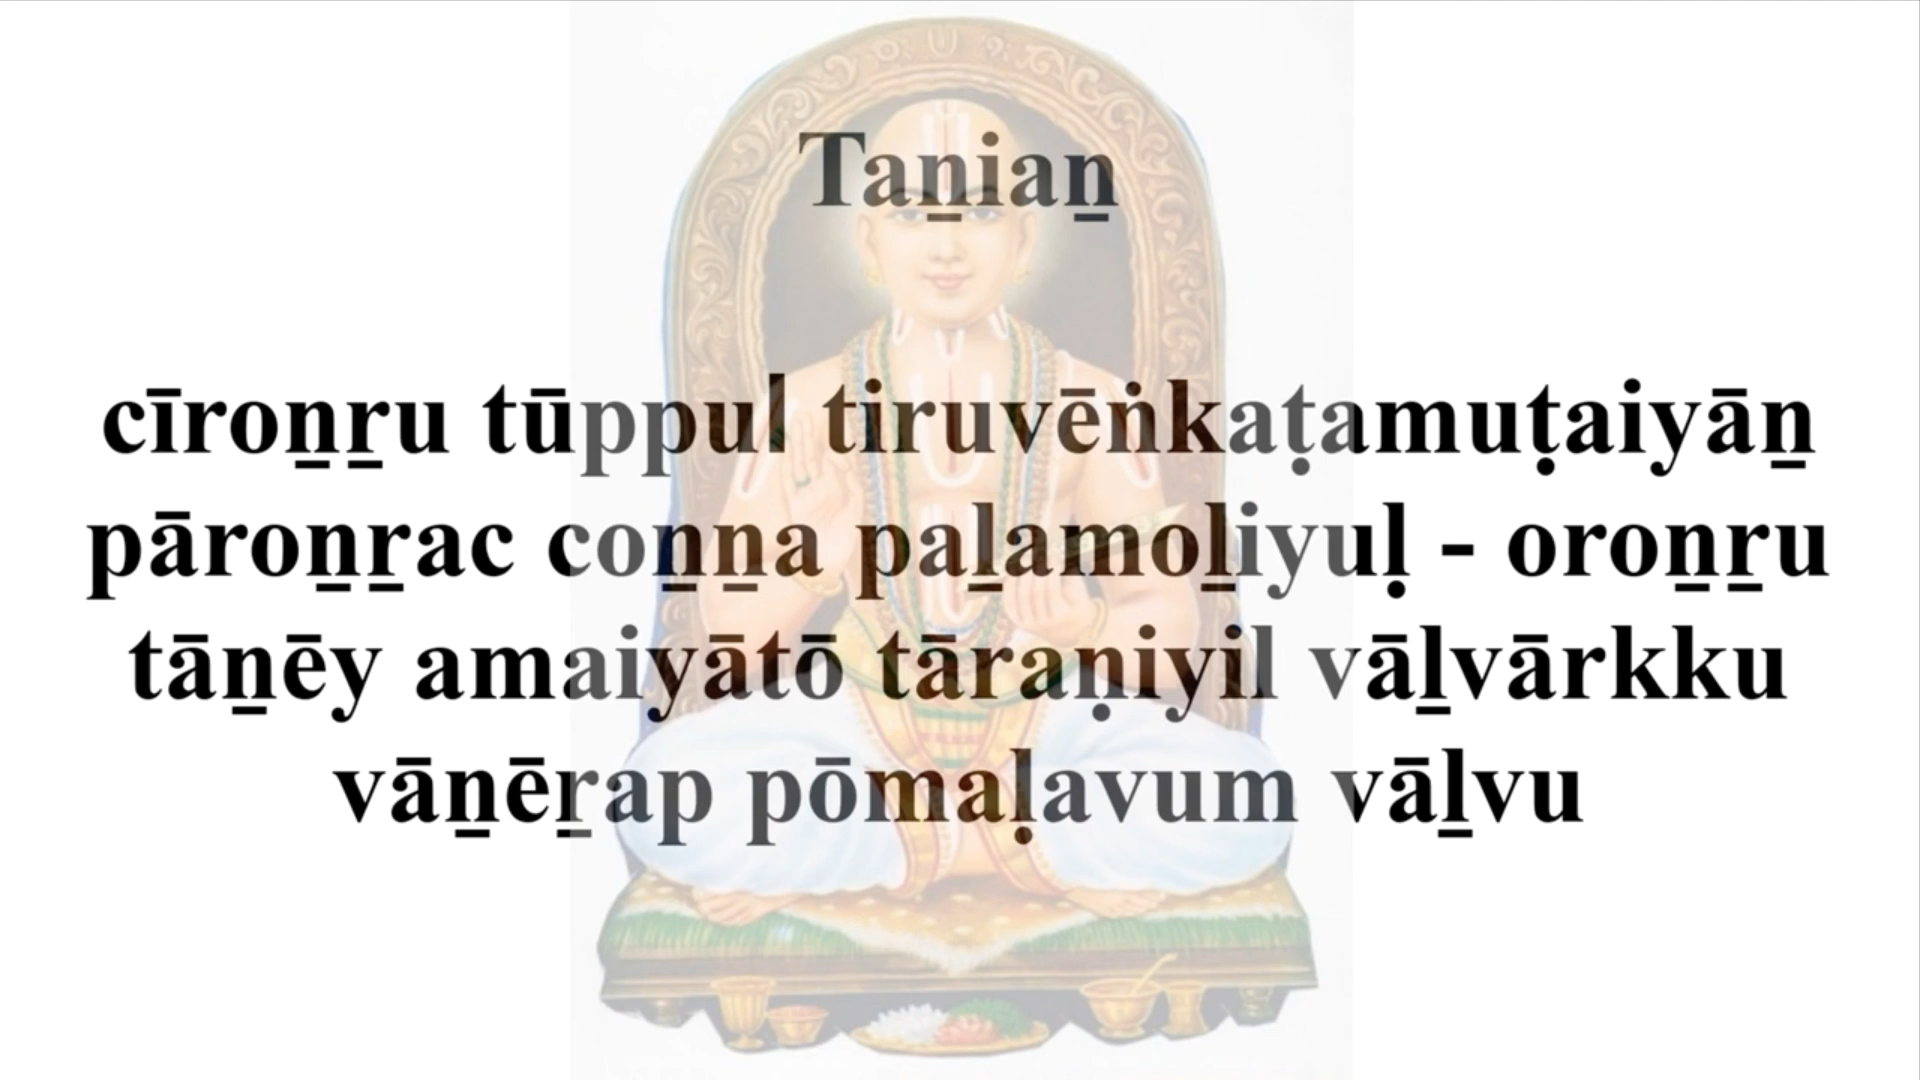 Taṉiaṉ
cīroṉṟu tūppul tiruvēṅkaṭamuṭaiyāṉ
pāroṉṟac coṉṉa paḻamoḻiyuḷ - oroṉṟu
tāṉēy amaiyātō tāraṇiyil vāḻvārkku
vāṉēṟap pōmaḷavum vāḻvu